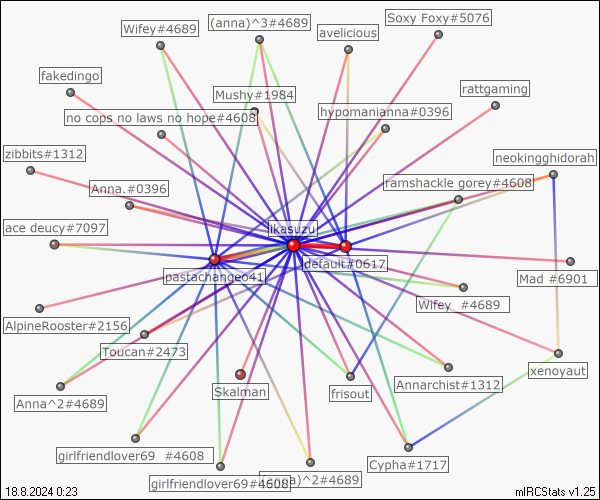 (anna)^3#4689
Soxy Foxy#5076
Wifey#4689
avelicious
fakedingo
rattgaming
Mushy#1984
no cops no laws no hope#4608
hypomanianna#0396
zibbits#1312
neokingghidorah
Anna.#0396
ramshackle gorey#4608
ace deucy#7097
ikasuzu
default#0617
pastachangeo41
Mad #6901
Wifey_#4689
AlpineRooster#2156
Toucan#2473
xenoyaut
Annarchist#1312
Skalman
frisout
Anna^2#4689
girlfriendlover69_#4608
Cypha#1717
girlfriendlover69#4608
(anna)^2#4689
18.8.2024 0:23
mIRCStats v1.25